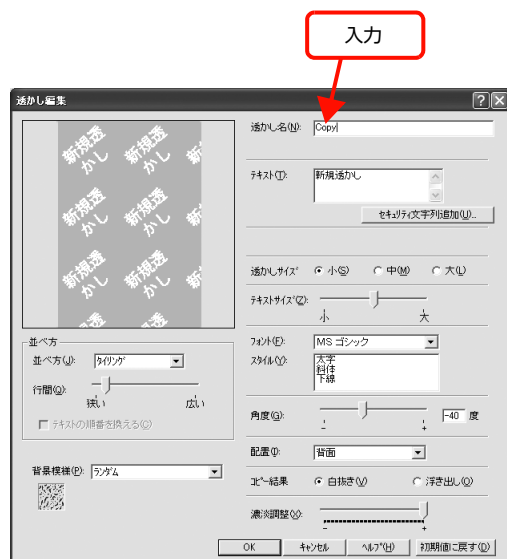 入力
透かし編集
透かし名(N): Copy
テキスト(T): 新規透かし
セキュリティ文字列追加(U)...
新規透かし 新規透かし 新
新規透かし 新規透かし 新
新規透かし 新規透かし 新
透かしサイズ 小(S) 中(M) 大(L)
テキストサイズ(Z):
小 大
並べ方
並べ方(J): タイリング
行間(Q):
狭い 広い
テキストの順番を換える(C)
背景模様(P): ランダム
フォント(F): MS ゴシック
スタイル(Y): 太字
斜体
下線
角度(G): -40 度
- +
配置(I): 背面
コピー結果 白抜き(V) 浮き出し(O)
濃淡調整(X):
- +
OK キャンセル ヘルプ(H) 初期値に戻す(D)